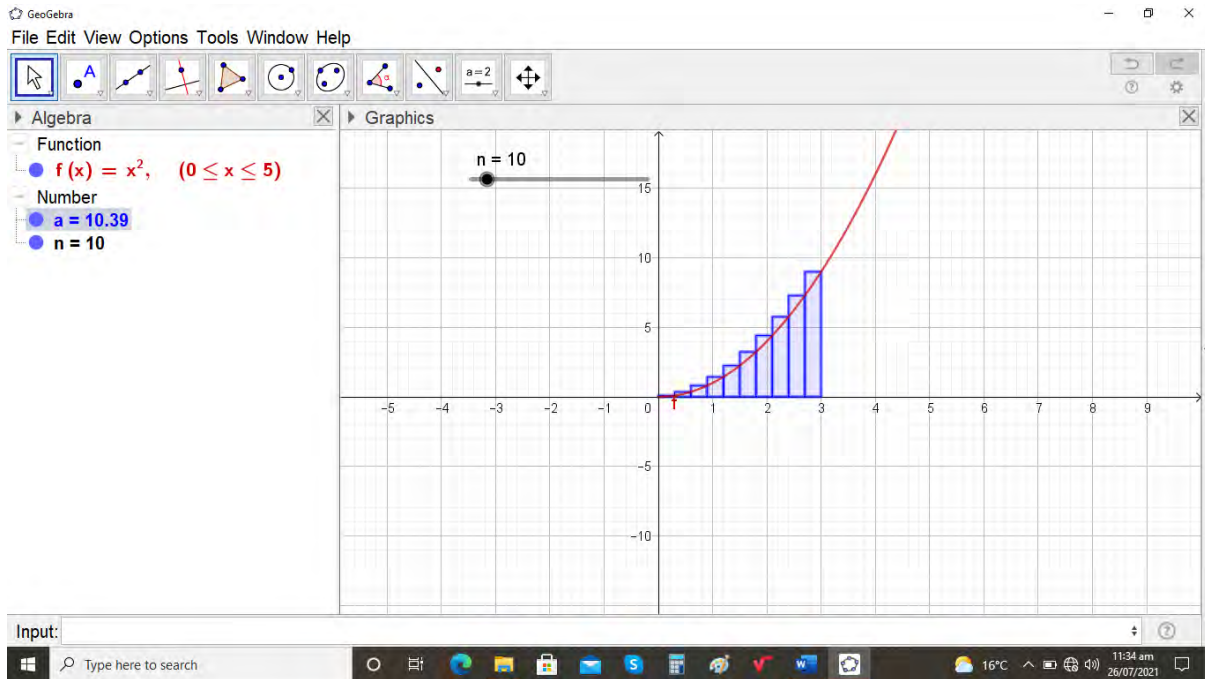 GeoGebra
File Edit View Options Tools Window Help
A
α
a=2
Algebra
Graphics
Function
f (x) = x², (0 ≤ x ≤ 5)
Number
a = 10.39
n = 10
n = 10
15
10
5
-5 -4 -3 -2 -1 0 1 2 3 4 5 6 7 8 9
f
-5
-10
Input:
Type here to search
16°C
11:34 am
26/07/2021